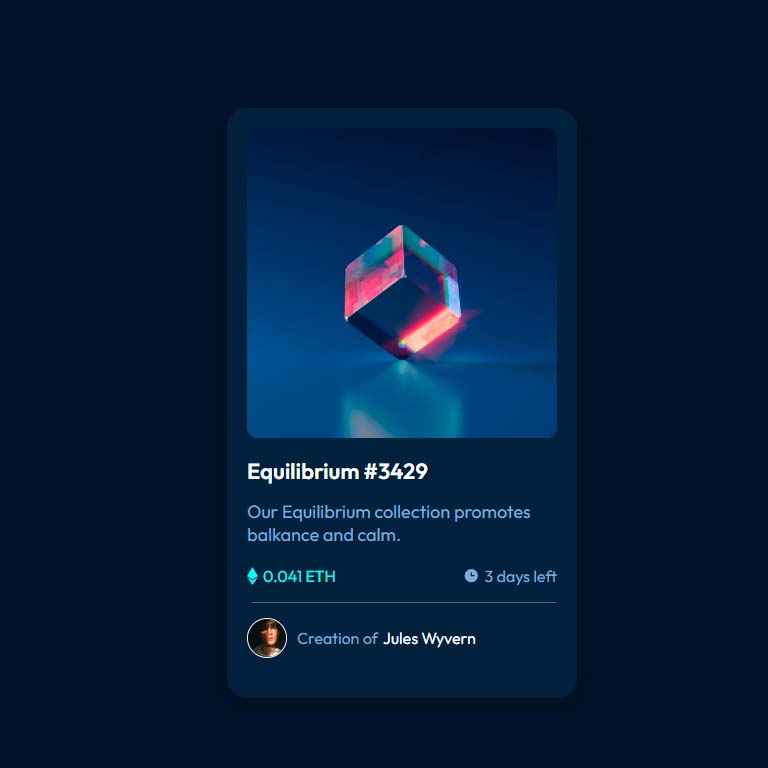 Equilibrium #3429
Our Equilibrium collection promotes
balkance and calm.
0.041 ETH 3 days left
Creation of Jules Wyvern